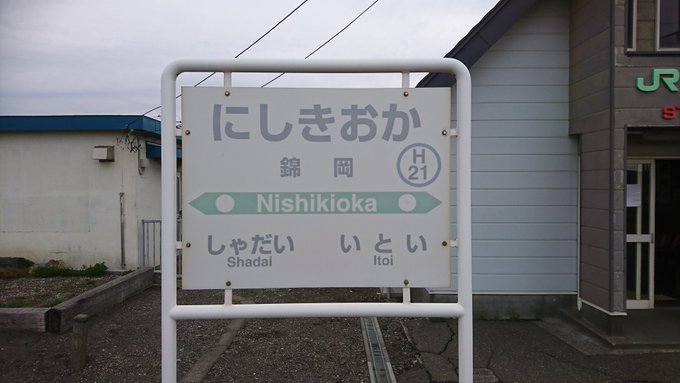 にしきおか
錦岡
H
21
Nishikioka
しゃだい いとい
Shadai Itoi
JR